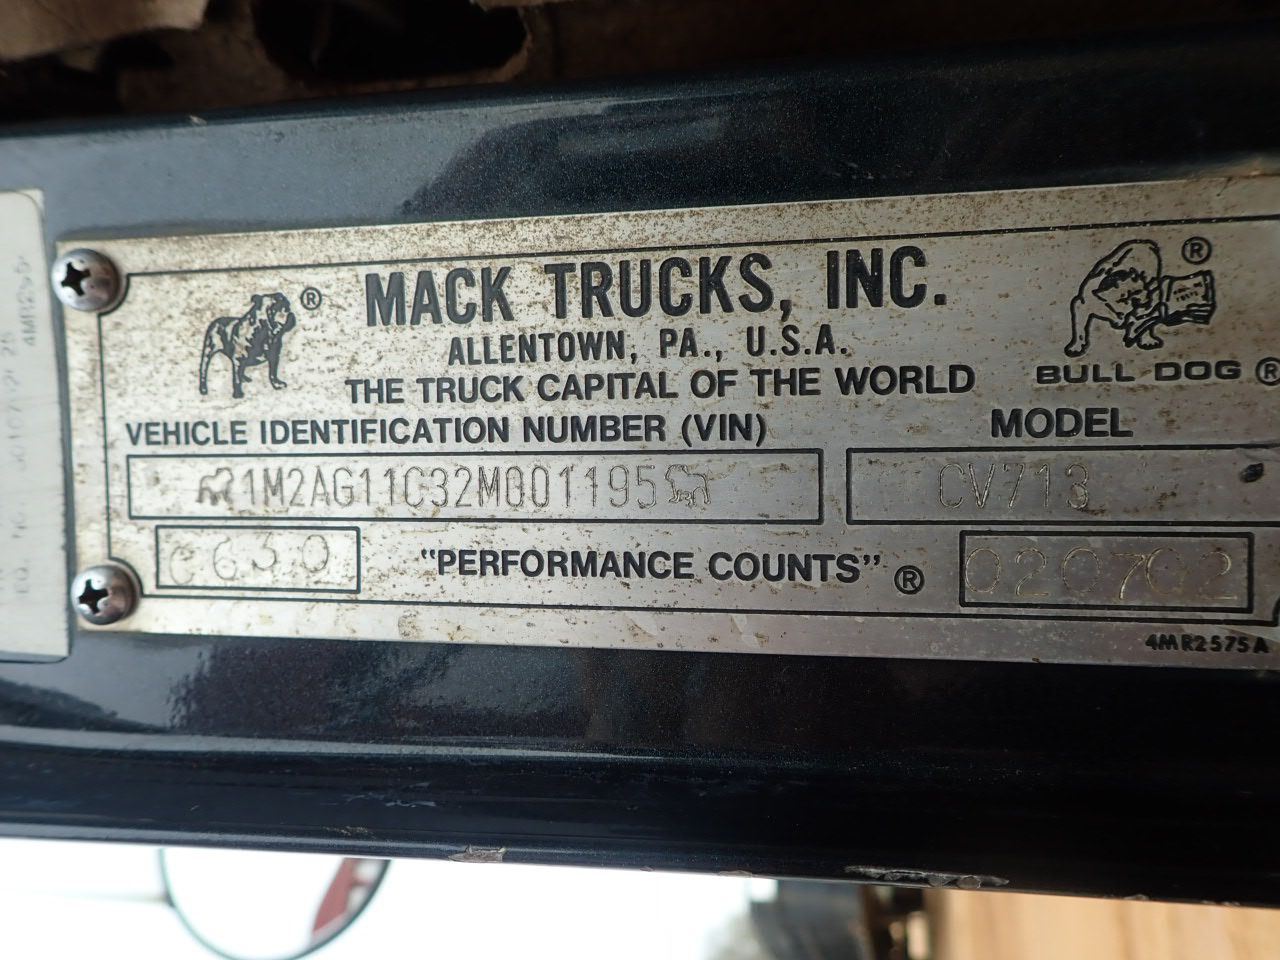 MACK TRUCKS, INC.
ALLENTOWN, PA., U.S.A.
THE TRUCK CAPITAL OF THE WORLD
BULL DOG ®
VEHICLE IDENTIFICATION NUMBER (VIN)
MODEL
1M2AG11C32M001195
CV713
C630
"PERFORMANCE COUNTS" ®
020702
4MR2575A